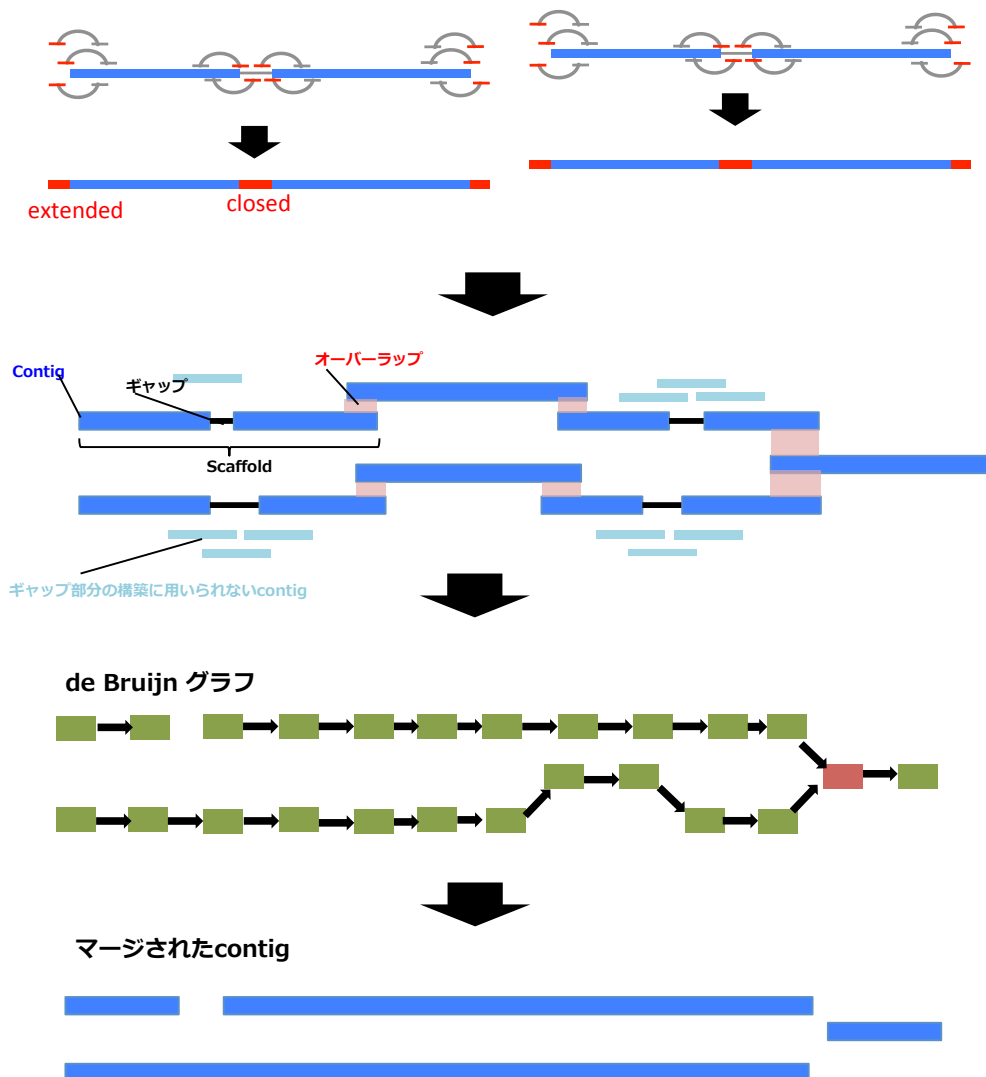 extended
closed
オーバーラップ
Contig
ギャップ
Scaffold
ギャップ部分の構築に用いられないcontig
de Bruijn グラフ
マージされたcontig